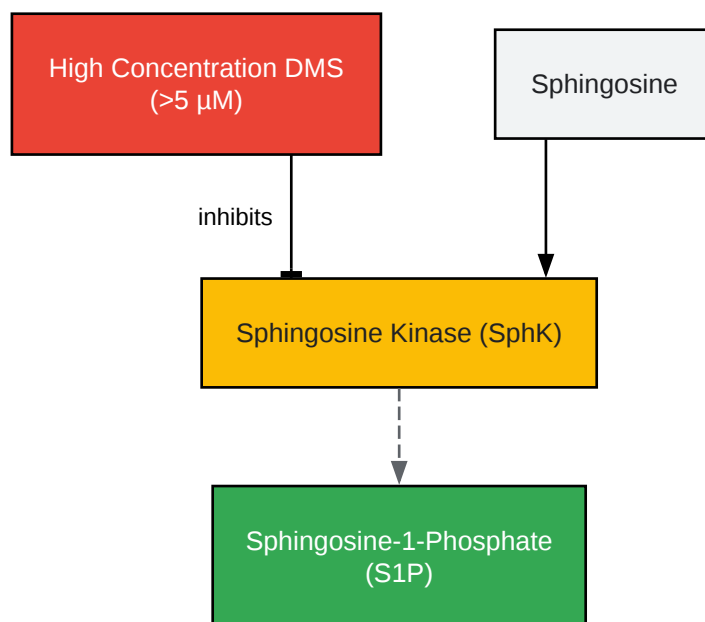 High Concentration DMS
(>5 µM)
Sphingosine
inhibits
Sphingosine Kinase (SphK)
Sphingosine-1-Phosphate
(S1P)